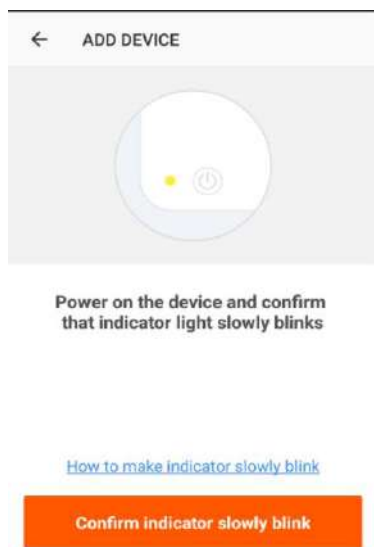 ADD DEVICE
Power on the device and confirm
that indicator light slowly blinks
How to make indicator slowly blink
Confirm indicator slowly blink